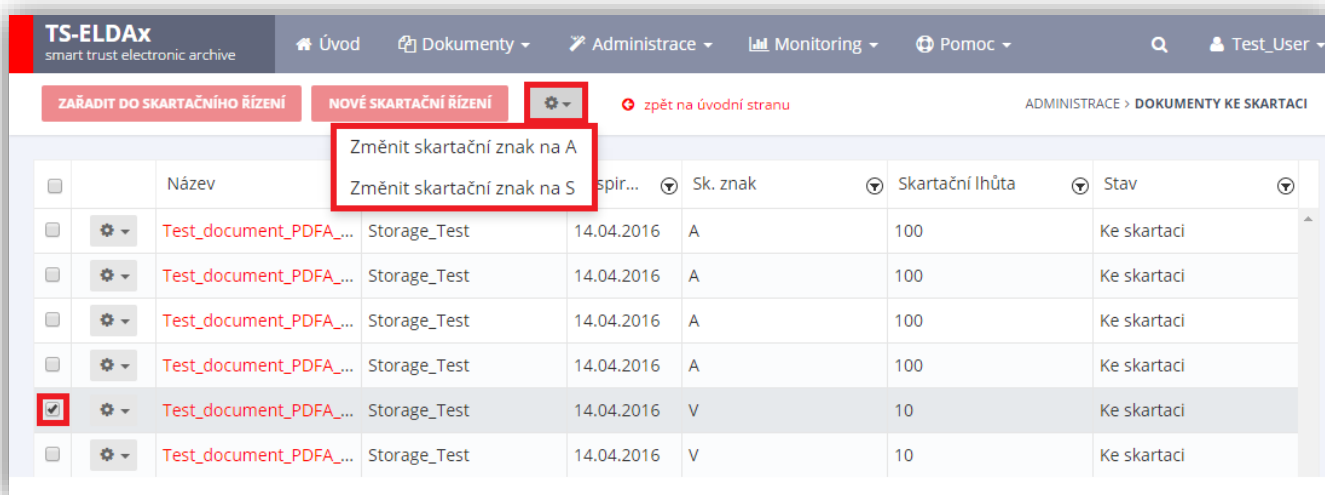 TS-ELDAx
smart trust electronic archive
Úvod Dokumenty Administrace Monitoring Pomoc Test_User
ZAŘADIT DO SKARTAČNÍHO ŘÍZENÍ NOVÉ SKARTAČNÍ ŘÍZENÍ zpět na úvodní stranu ADMINISTRACE > DOKUMENTY KE SKARTACI
Změnit skartační znak na A
Změnit skartační znak na S
Název spir... Sk. znak Skartační lhůta Stav
Test_document_PDFA_... Storage_Test 14.04.2016 A 100 Ke skartaci
Test_document_PDFA_... Storage_Test 14.04.2016 A 100 Ke skartaci
Test_document_PDFA_... Storage_Test 14.04.2016 A 100 Ke skartaci
Test_document_PDFA_... Storage_Test 14.04.2016 A 100 Ke skartaci
Test_document_PDFA_... Storage_Test 14.04.2016 V 10 Ke skartaci
Test_document_PDFA_... Storage_Test 14.04.2016 V 10 Ke skartaci